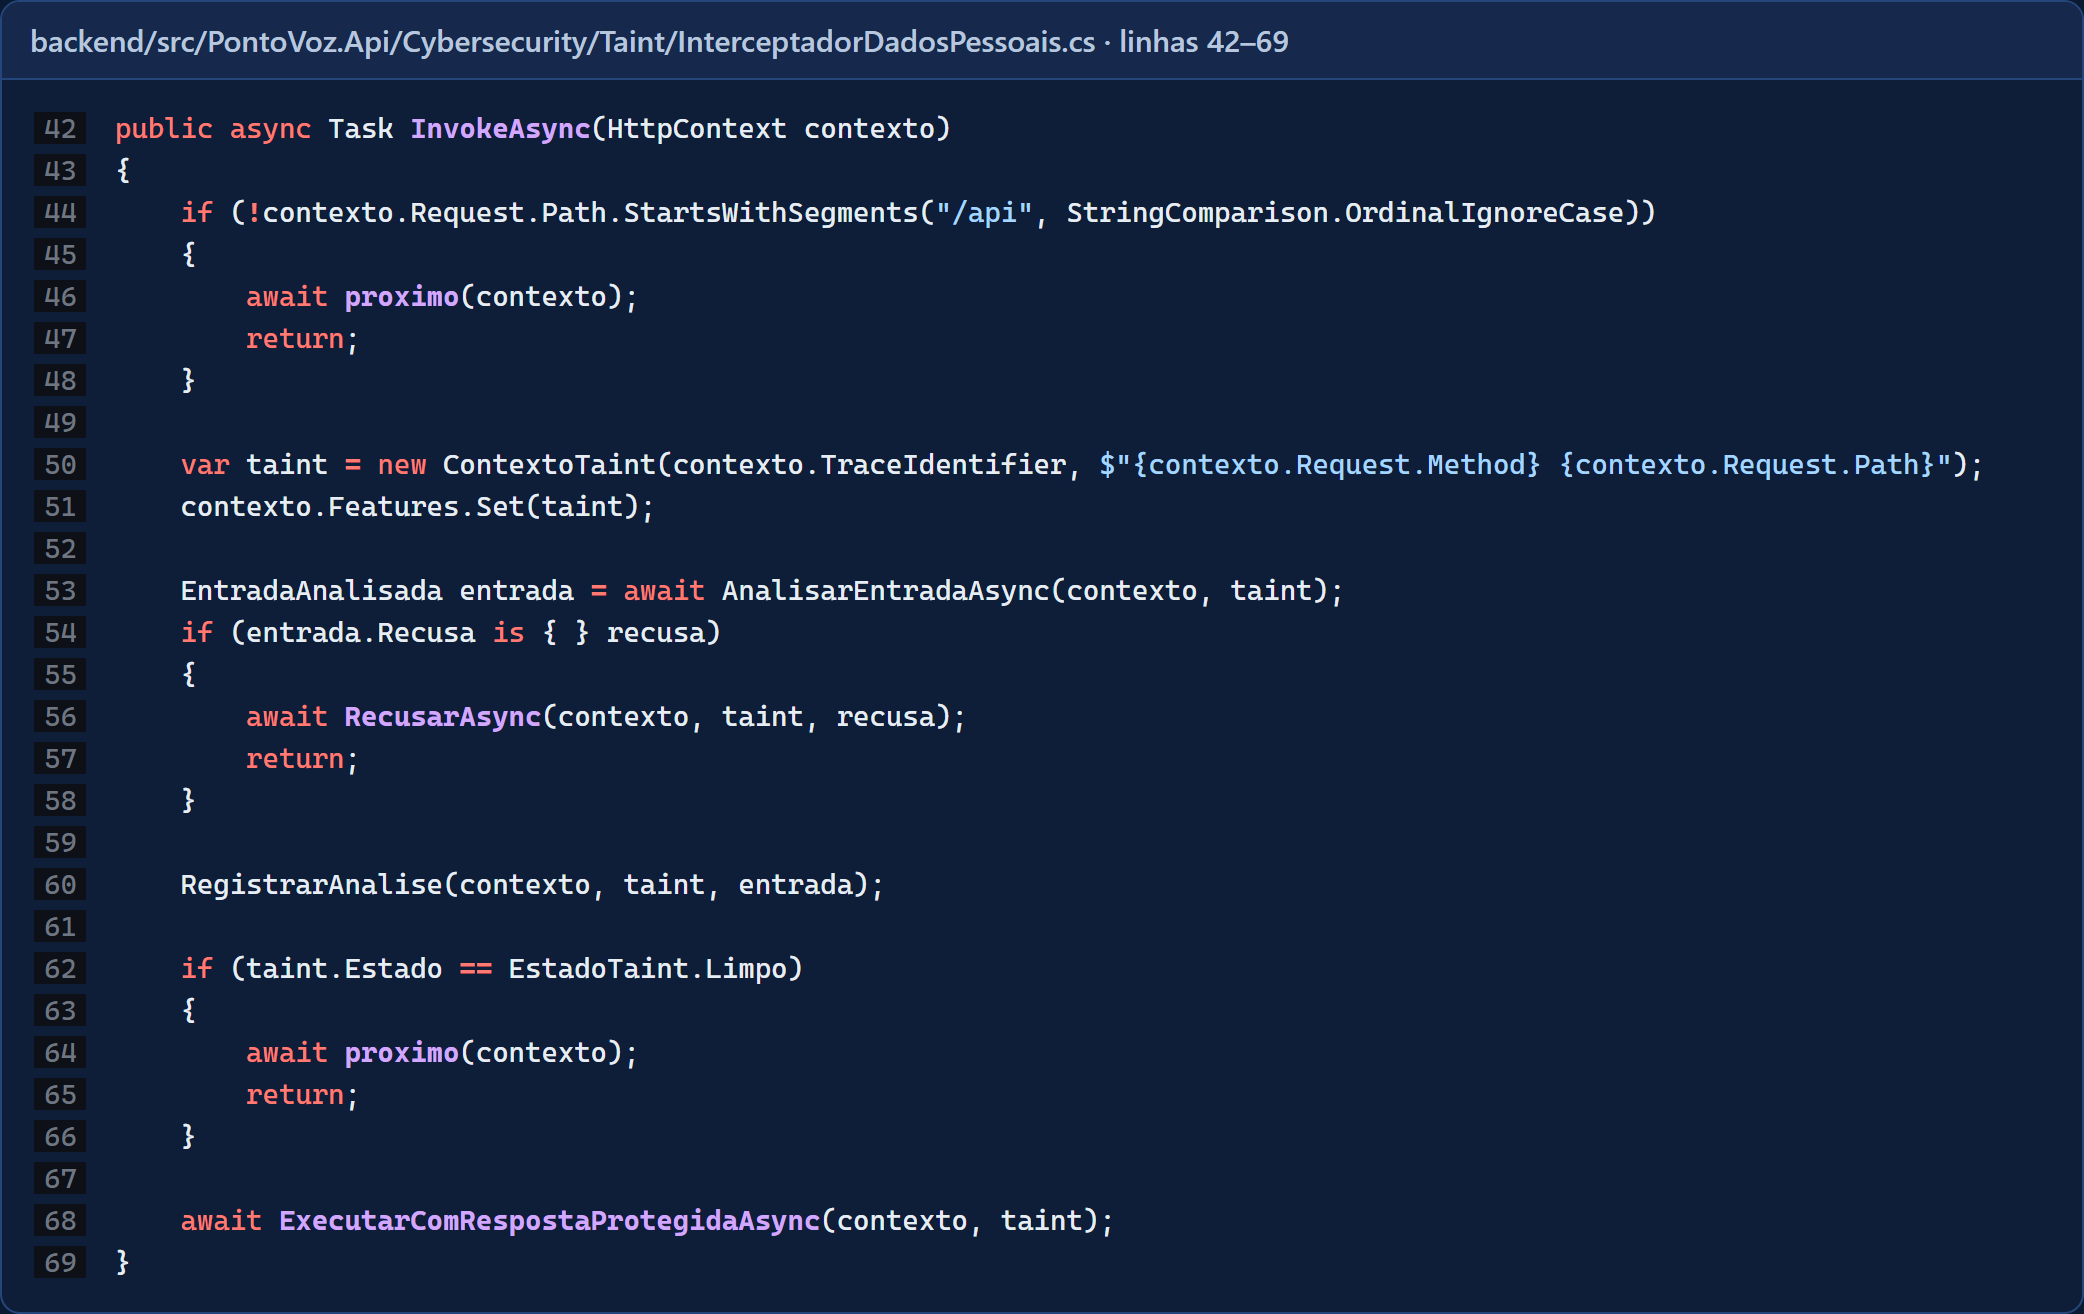 backend/src/PontoVoz.Api/Cybersecurity/Taint/InterceptadorDadosPessoais.cs · linhas 42–69
42 public async Task InvokeAsync(HttpContext contexto)
43 {
44     if (!contexto.Request.Path.StartsWithSegments("/api", StringComparison.OrdinalIgnoreCase))
45     {
46         await proximo(contexto);
47         return;
48     }
49
50     var taint = new ContextoTaint(contexto.TraceIdentifier, $"{contexto.Request.Method} {contexto.Request.Path}");
51     contexto.Features.Set(taint);
52
53     EntradaAnalisada entrada = await AnalisarEntradaAsync(contexto, taint);
54     if (entrada.Recusa is { } recusa)
55     {
56         await RecusarAsync(contexto, taint, recusa);
57         return;
58     }
59
60     RegistrarAnalise(contexto, taint, entrada);
61
62     if (taint.Estado == EstadoTaint.Limpo)
63     {
64         await proximo(contexto);
65         return;
66     }
67
68     await ExecutarComRespostaProtegidaAsync(contexto, taint);
69 }